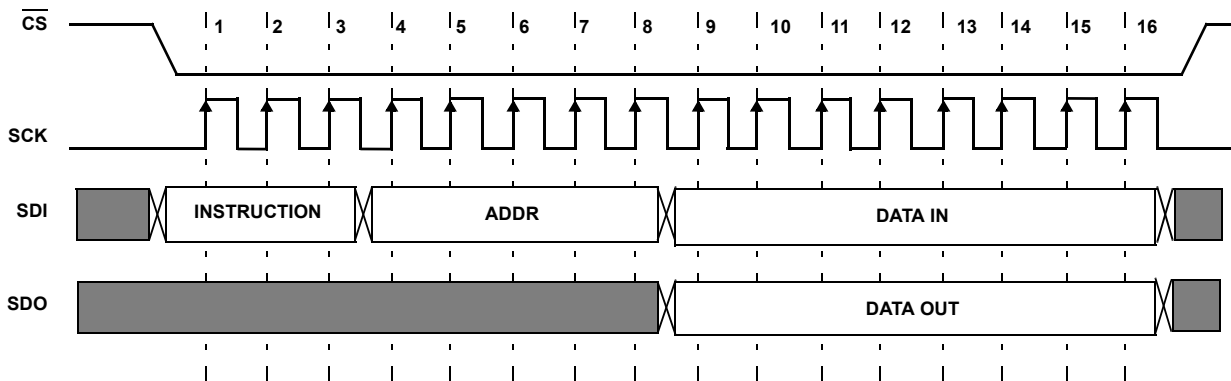 CS
1 2 3 4 5 6 7 8 9 10 11 12 13 14 15 16
SCK
SDI
INSTRUCTION
ADDR
DATA IN
SDO
DATA OUT